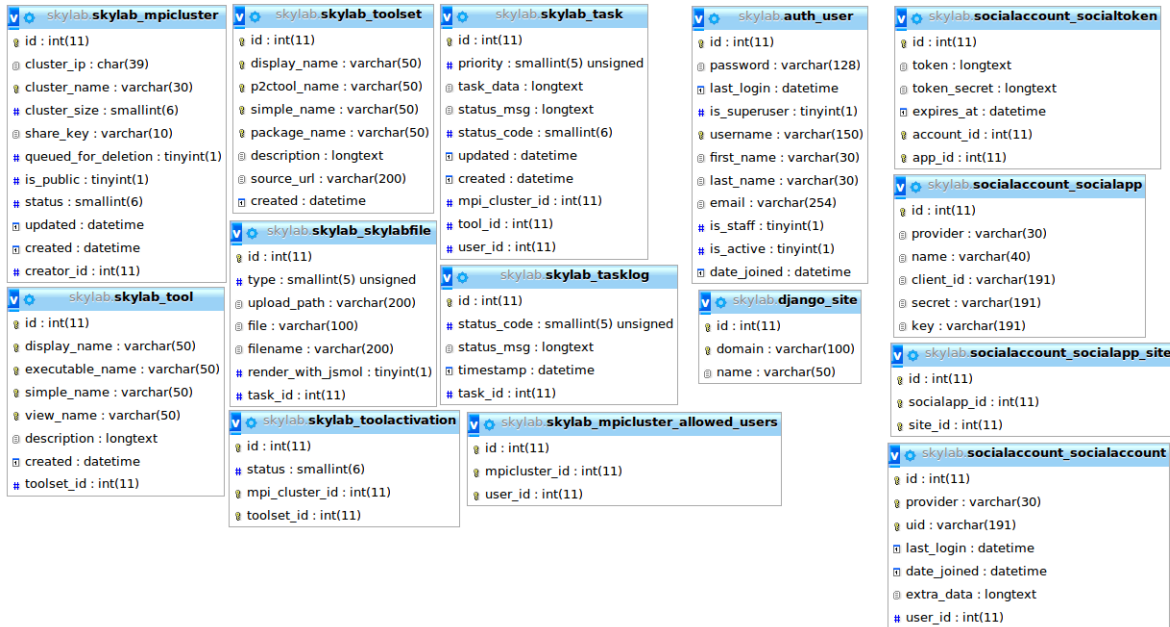 skylab.skylab_mpicluster
id : int(11)
cluster_ip : char(39)
cluster_name : varchar(30)
cluster_size : smallint(6)
share_key : varchar(10)
queued_for_deletion : tinyint(1)
is_public : tinyint(1)
status : smallint(6)
updated : datetime
created : datetime
creator_id : int(11)
skylab.skylab_tool
id : int(11)
display_name : varchar(50)
executable_name : varchar(50)
simple_name : varchar(50)
view_name : varchar(50)
description : longtext
created : datetime
toolset_id : int(11)
skylab.skylab_toolset
id : int(11)
display_name : varchar(50)
p2ctool_name : varchar(50)
simple_name : varchar(50)
package_name : varchar(50)
description : longtext
source_url : varchar(200)
created : datetime
skylab.skylab_skylabfile
id : int(11)
type : smallint(5) unsigned
upload_path : varchar(200)
file : varchar(100)
filename : varchar(200)
render_with_jsmol : tinyint(1)
task_id : int(11)
skylab.skylab_toolactivation
id : int(11)
status : smallint(6)
mpi_cluster_id : int(11)
toolset_id : int(11)
skylab.skylab_task
id : int(11)
priority : smallint(5) unsigned
task_data : longtext
status_msg : longtext
status_code : smallint(6)
updated : datetime
created : datetime
mpi_cluster_id : int(11)
tool_id : int(11)
user_id : int(11)
skylab.skylab_tasklog
id : int(11)
status_code : smallint(5) unsigned
status_msg : longtext
timestamp : datetime
task_id : int(11)
skylab.skylab_mpicluster_allowed_users
id : int(11)
mpicluster_id : int(11)
user_id : int(11)
skylab.auth_user
id : int(11)
password : varchar(128)
last_login : datetime
is_superuser : tinyint(1)
username : varchar(150)
first_name : varchar(30)
last_name : varchar(30)
email : varchar(254)
is_staff : tinyint(1)
is_active : tinyint(1)
date_joined : datetime
skylab.django_site
id : int(11)
domain : varchar(100)
name : varchar(50)
skylab.socialaccount_socialtoken
id : int(11)
token : longtext
token_secret : longtext
expires_at : datetime
account_id : int(11)
app_id : int(11)
skylab.socialaccount_socialapp
id : int(11)
provider : varchar(30)
name : varchar(40)
client_id : varchar(191)
secret : varchar(191)
key : varchar(191)
skylab.socialaccount_socialapp_site
id : int(11)
socialapp_id : int(11)
site_id : int(11)
skylab.socialaccount_socialaccount
id : int(11)
provider : varchar(30)
uid : varchar(191)
last_login : datetime
date_joined : datetime
extra_data : longtext
user_id : int(11)